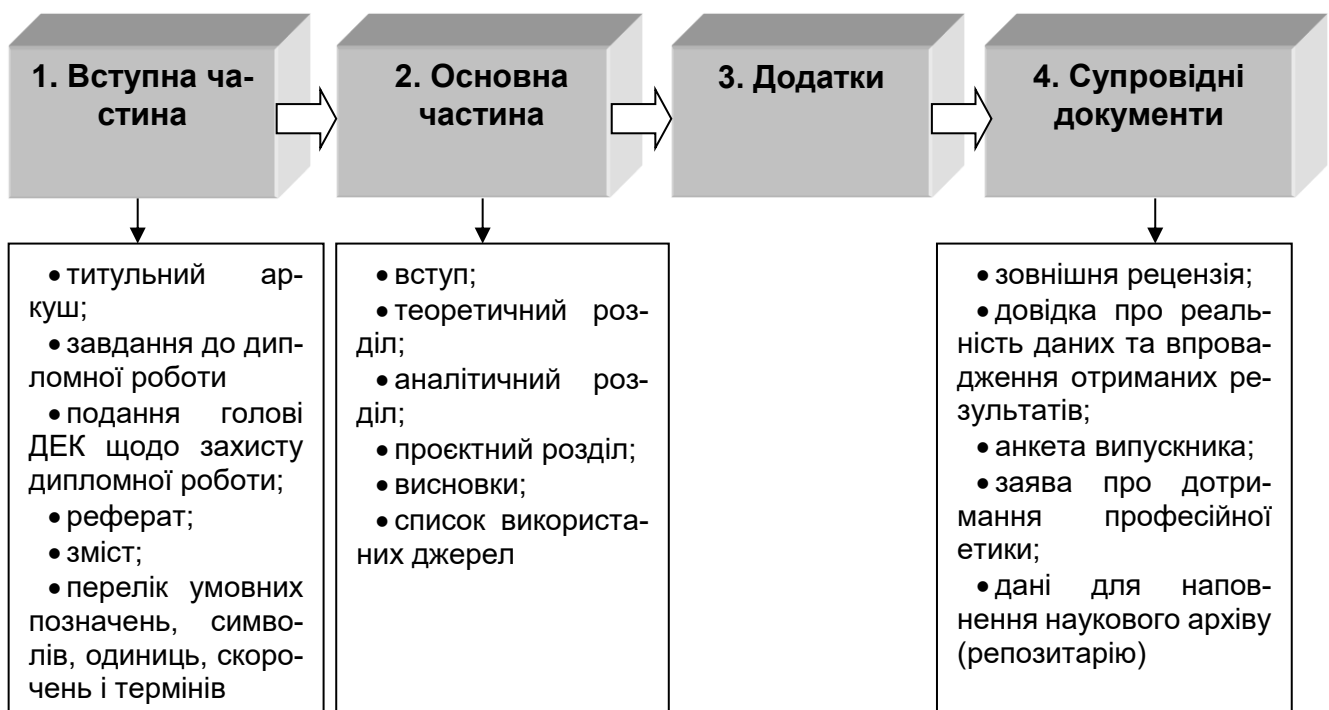 1. Вступна ча-
стина
2. Основна
частина
3. Додатки
4. Супровідні
документи
• титульний ар-
куш;
• завдання до дип-
ломної роботи
• подання голові
ДЕК щодо захисту
дипломної роботи;
• реферат;
• зміст;
• перелік умовних
позначень, симво-
лів, одиниць, скоро-
чень і термінів
• вступ;
• теоретичний роз-
діл;
• аналітичний роз-
діл;
• проєктний розділ;
• висновки;
• список використа-
них джерел
• зовнішня рецензія;
• довідка про реаль-
ність даних та впрова-
дження отриманих ре-
зультатів;
• анкета випускника;
• заява про дотри-
мання професійної
етики;
• дані для напов-
нення наукового архіву
(репозитарію)